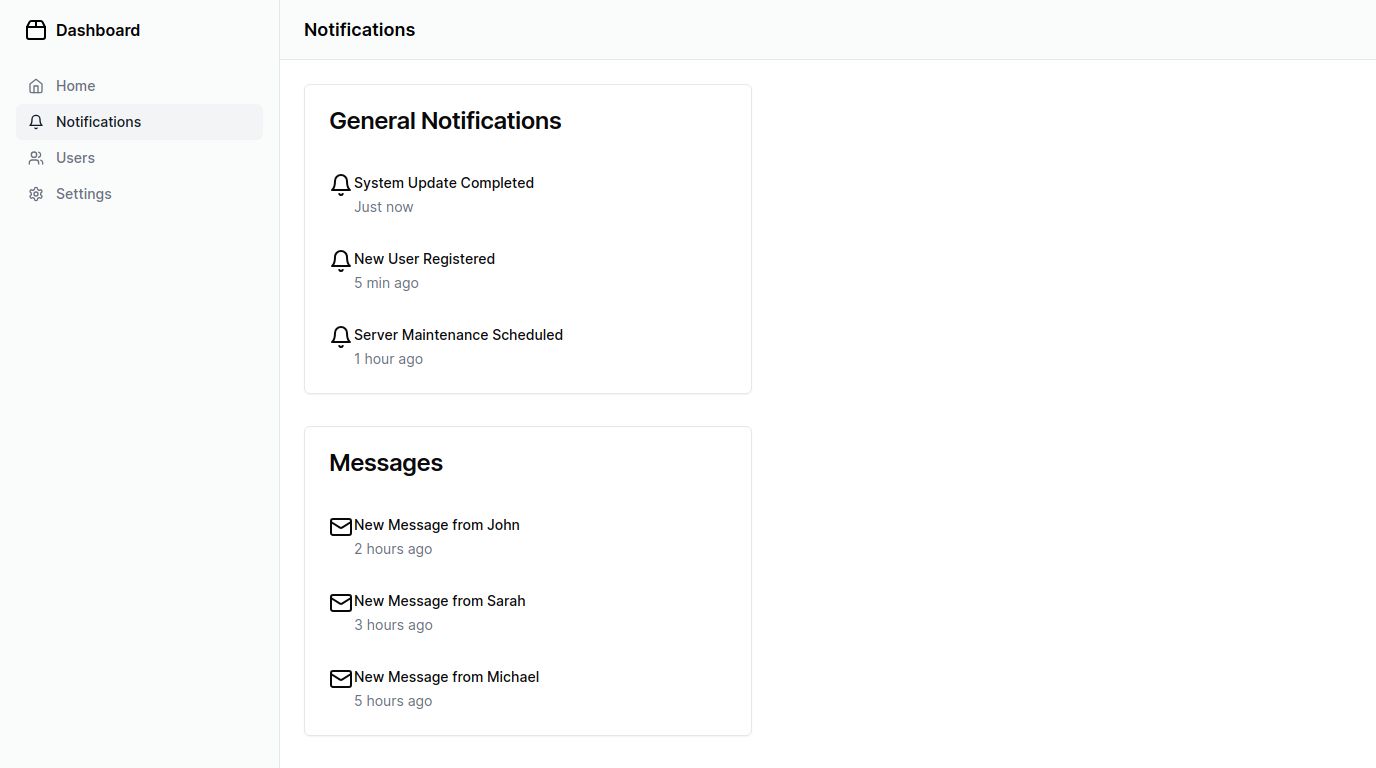 Dashboard
Home
Notifications
Users
Settings
Notifications
General Notifications
System Update Completed
Just now
New User Registered
5 min ago
Server Maintenance Scheduled
1 hour ago
Messages
New Message from John
2 hours ago
New Message from Sarah
3 hours ago
New Message from Michael
5 hours ago